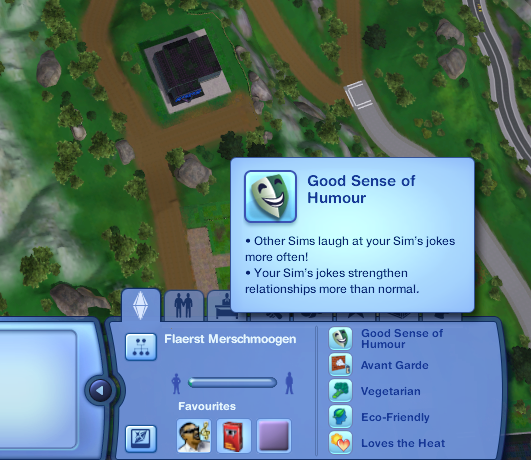 Good Sense of
Humour
• Other Sims laugh at your Sim's jokes
more often!
• Your Sim's jokes strengthen
relationships more than normal.
Flaerst Merschmoogen
Favourites
Good Sense of
Humour
Avant Garde
Vegetarian
Eco-Friendly
Loves the Heat